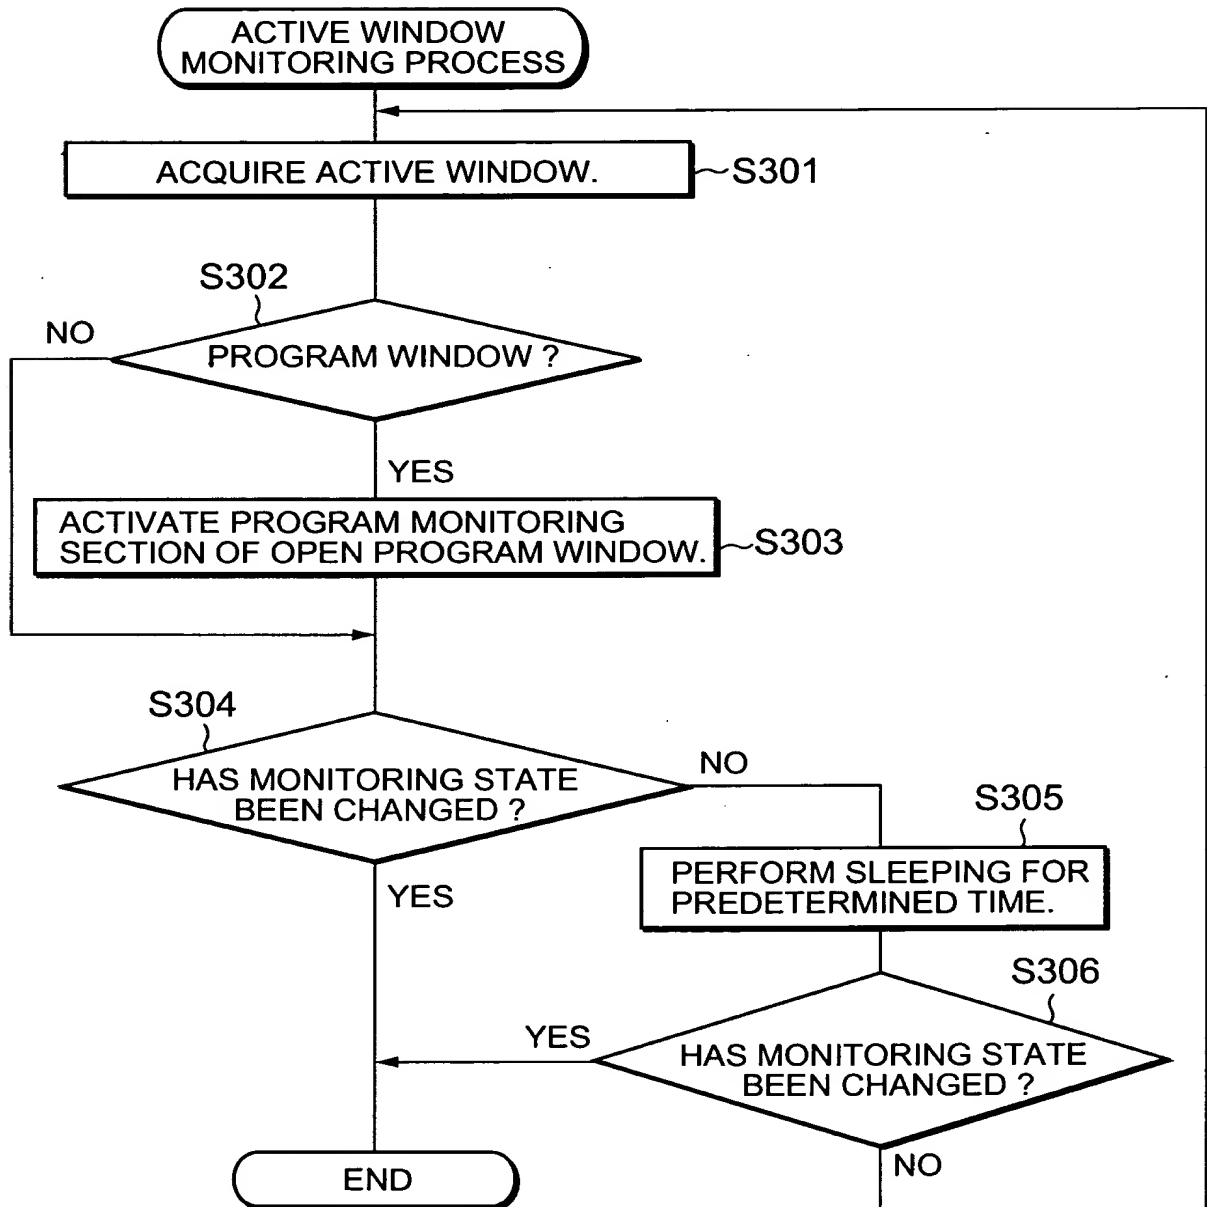 ACTIVE WINDOW
MONITORING PROCESS
ACQUIRE ACTIVE WINDOW.
S301
S302
NO
PROGRAM WINDOW ?
YES
ACTIVATE PROGRAM MONITORING
SECTION OF OPEN PROGRAM WINDOW.
S303
S304
HAS MONITORING STATE
BEEN CHANGED ?
NO
YES
S305
PERFORM SLEEPING FOR
PREDETERMINED TIME.
S306
YES
HAS MONITORING STATE
BEEN CHANGED ?
NO
END